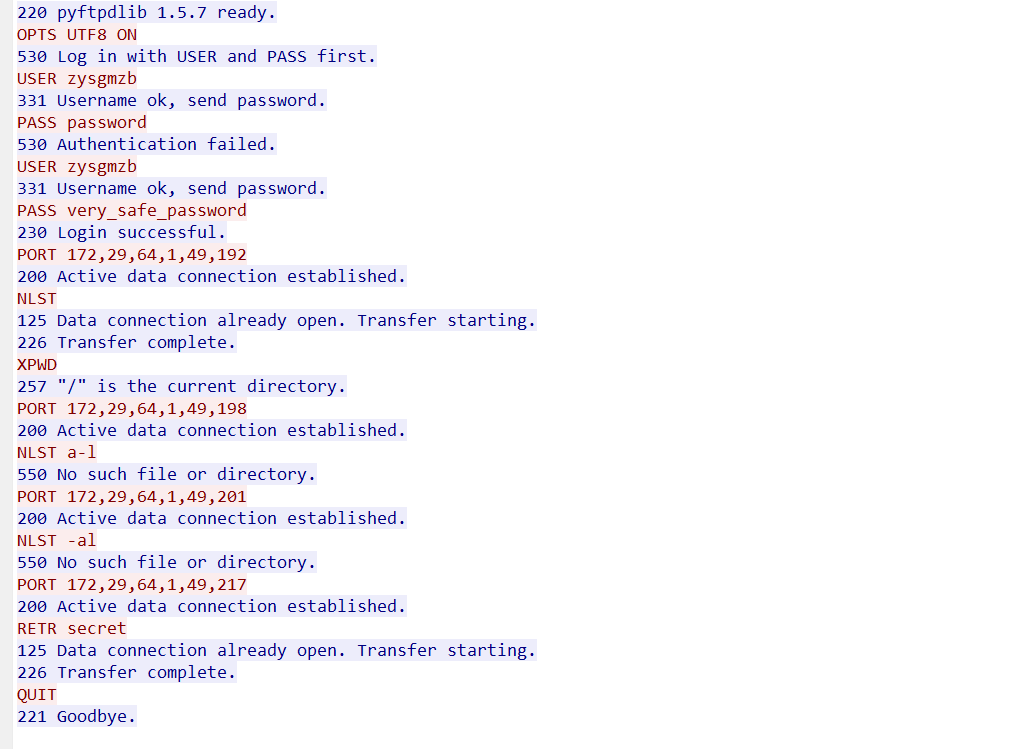 220 pyftpdlib 1.5.7 ready.
OPTS UTF8 ON
530 Log in with USER and PASS first.
USER zysgmzb
331 Username ok, send password.
PASS password
530 Authentication failed.
USER zysgmzb
331 Username ok, send password.
PASS very_safe_password
230 Login successful.
PORT 172,29,64,1,49,192
200 Active data connection established.
NLST
125 Data connection already open. Transfer starting.
226 Transfer complete.
XPWD
257 "/" is the current directory.
PORT 172,29,64,1,49,198
200 Active data connection established.
NLST a-l
550 No such file or directory.
PORT 172,29,64,1,49,201
200 Active data connection established.
NLST -al
550 No such file or directory.
PORT 172,29,64,1,49,217
200 Active data connection established.
RETR secret
125 Data connection already open. Transfer starting.
226 Transfer complete.
QUIT
221 Goodbye.